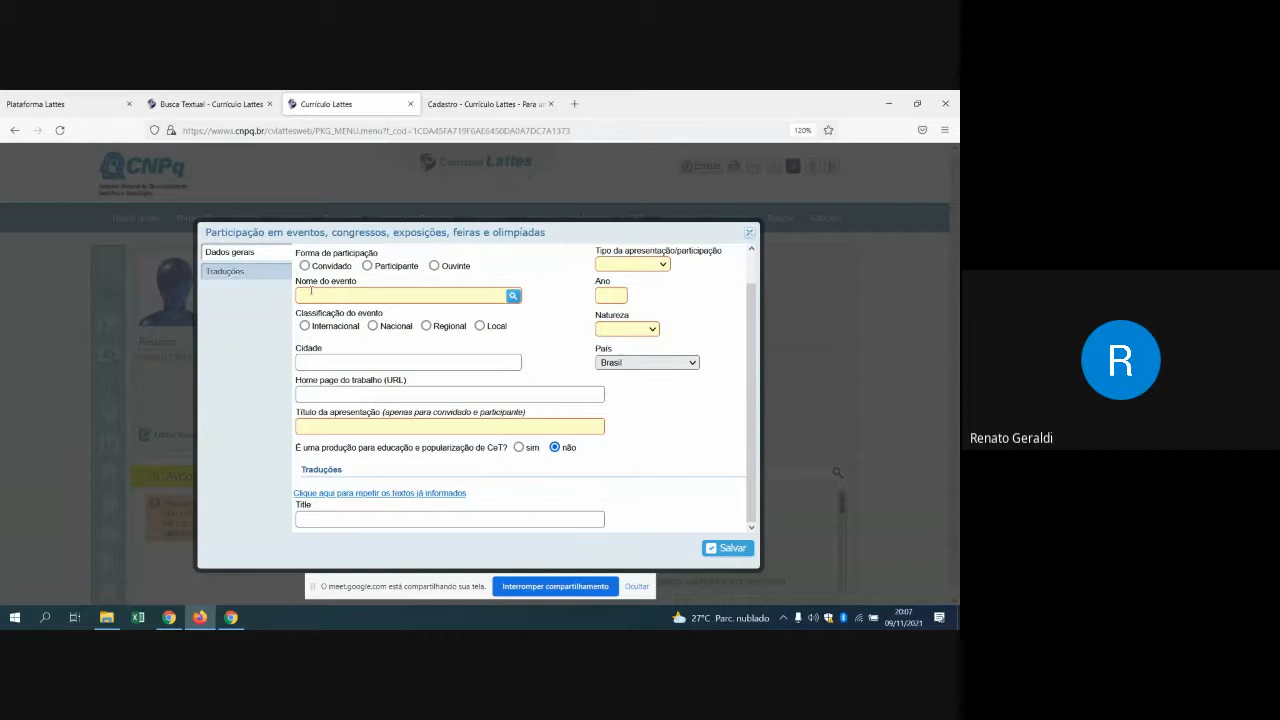 Plataforma Lattes
Busca Textual - Currículo Lattes
Currículo Lattes
Cadastro - Currículo Lattes - Para u
https://wwws.cnpq.br/cvlattesweb/PKG_MENU.menu?f_cod=1CDA45FA719F6AE6450DA0A7DC7A1373
120%
CNPq
Currículo Lattes
Enviar
Participação em eventos, congressos, exposições, feiras e olimpíadas
Dados gerais
Traduções
Forma de participação
Convidado Participante Ouvinte
Tipo da apresentação/participação
Nome do evento
Ano
Classificação do evento
Internacional Nacional Regional Local
Natureza
Cidade
País
Brasil
Home page do trabalho (URL)
Título da apresentação (apenas para convidado e participante)
É uma produção para educação e popularização de CeT? sim não
Traduções
Clique aqui para repetir os textos já informados
Title
Salvar
O meet.google.com está compartilhando sua tela.
Interromper compartilhamento
Ocultar
27°C Parc. nublado
20:07
09/11/2021
R
Renato Geraldi